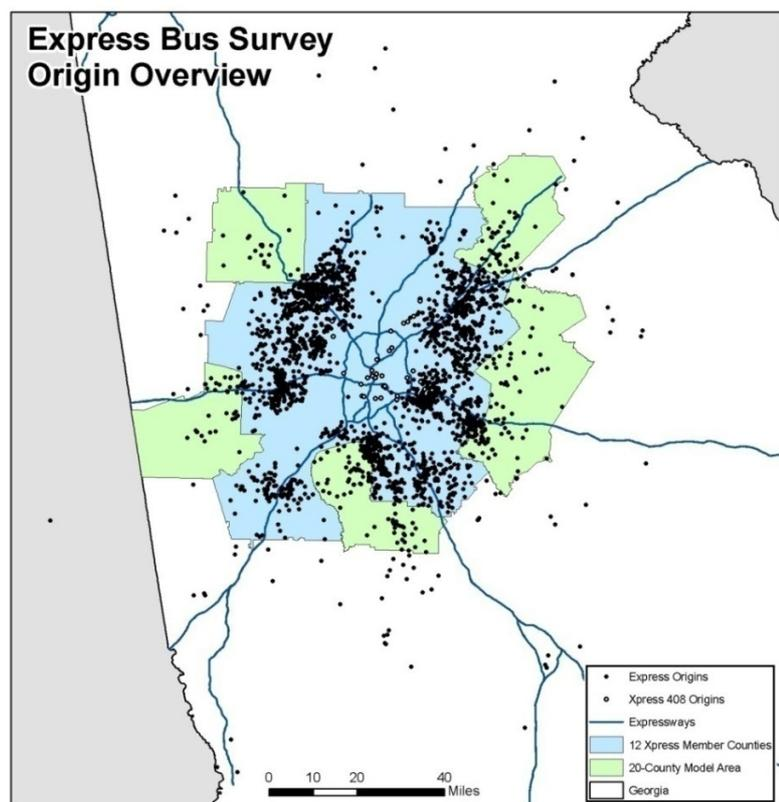 Express Bus Survey
Origin Overview
Express Origins
Xpress 408 Origins
Expressways
12 Xpress Member Counties
20-County Model Area
Georgia
0 10 20 40
Miles